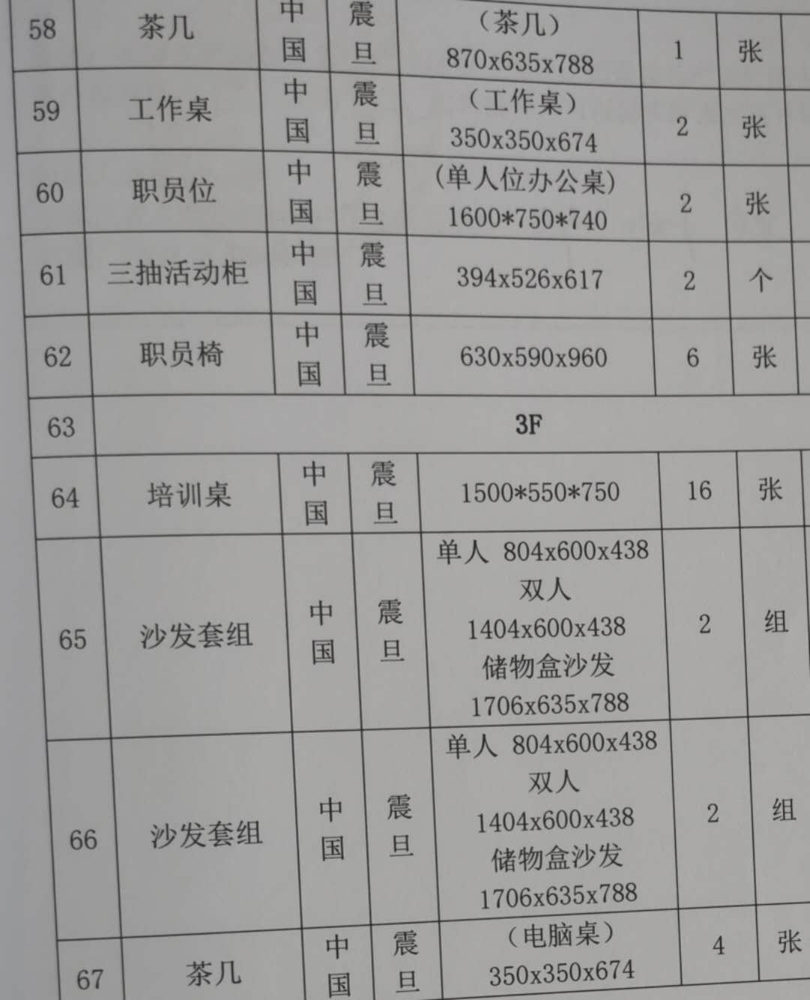 58 茶几 中国 震旦 （茶几） 870x635x788 1 张
59 工作桌 中国 震旦 （工作桌） 350x350x674 2 张
60 职员位 中国 震旦 (单人位办公桌) 1600*750*740 2 张
61 三抽活动柜 中国 震旦 394x526x617 2 个
62 职员椅 中国 震旦 630x590x960 6 张
63 3F
64 培训桌 中国 震旦 1500*550*750 16 张
65 沙发套组 中国 震旦 单人 804x600x438 双人 1404x600x438 储物盒沙发 1706x635x788 2 组
66 沙发套组 中国 震旦 单人 804x600x438 双人 1404x600x438 储物盒沙发 1706x635x788 2 组
67 茶几 中国 震旦 （电脑桌） 350x350x674 4 张